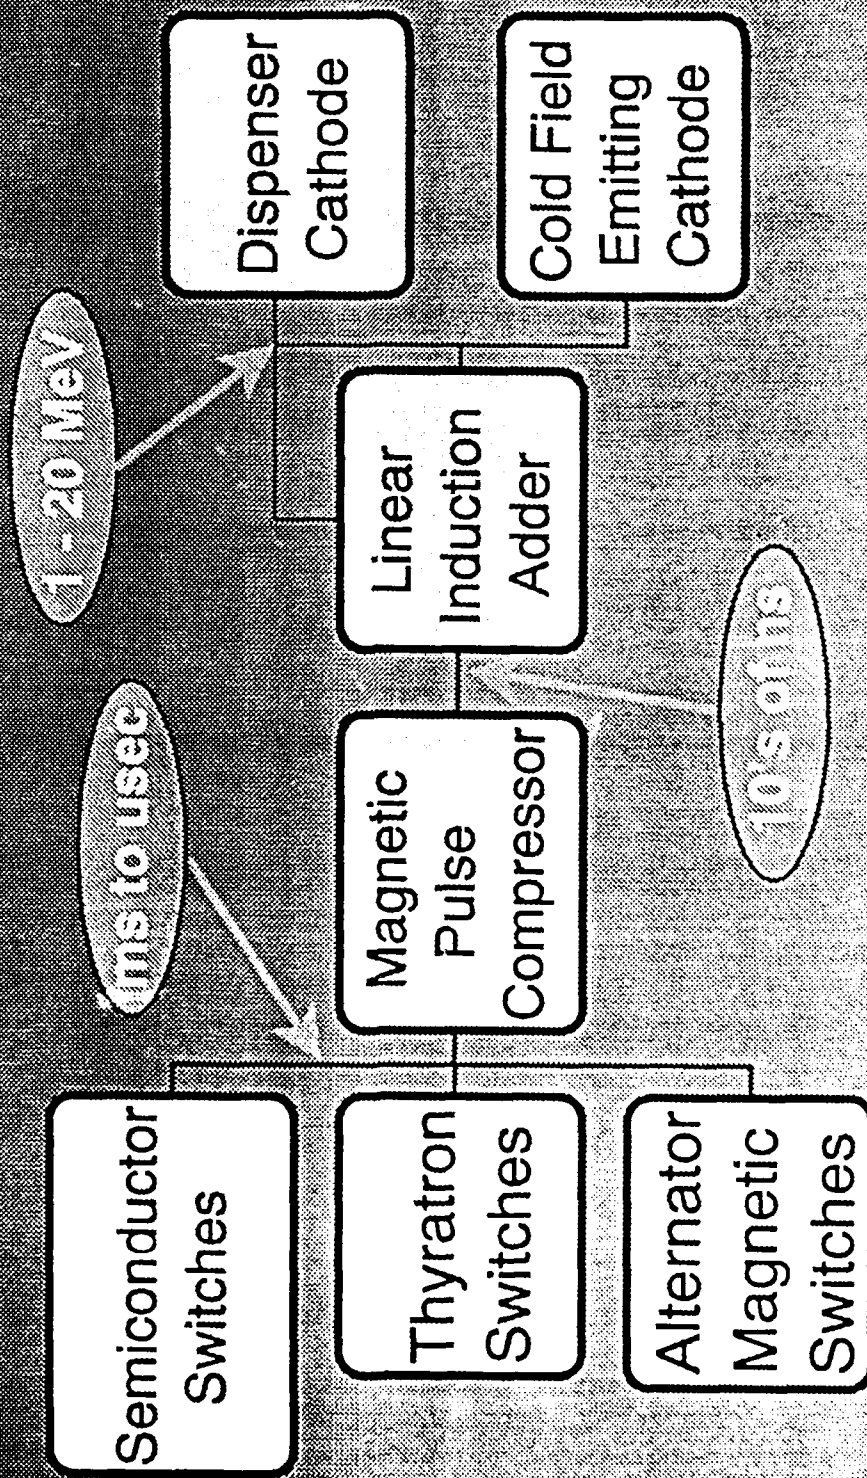 Semiconductor
Switches
Thyratron
Switches
Alternator
Magnetic
Switches
ms to usec
Magnetic
Pulse
Compressor
10's of ns
Linear
Induction
Adder
1 - 20 MeV
Dispenser
Cathode
Cold Field
Emitting
Cathode